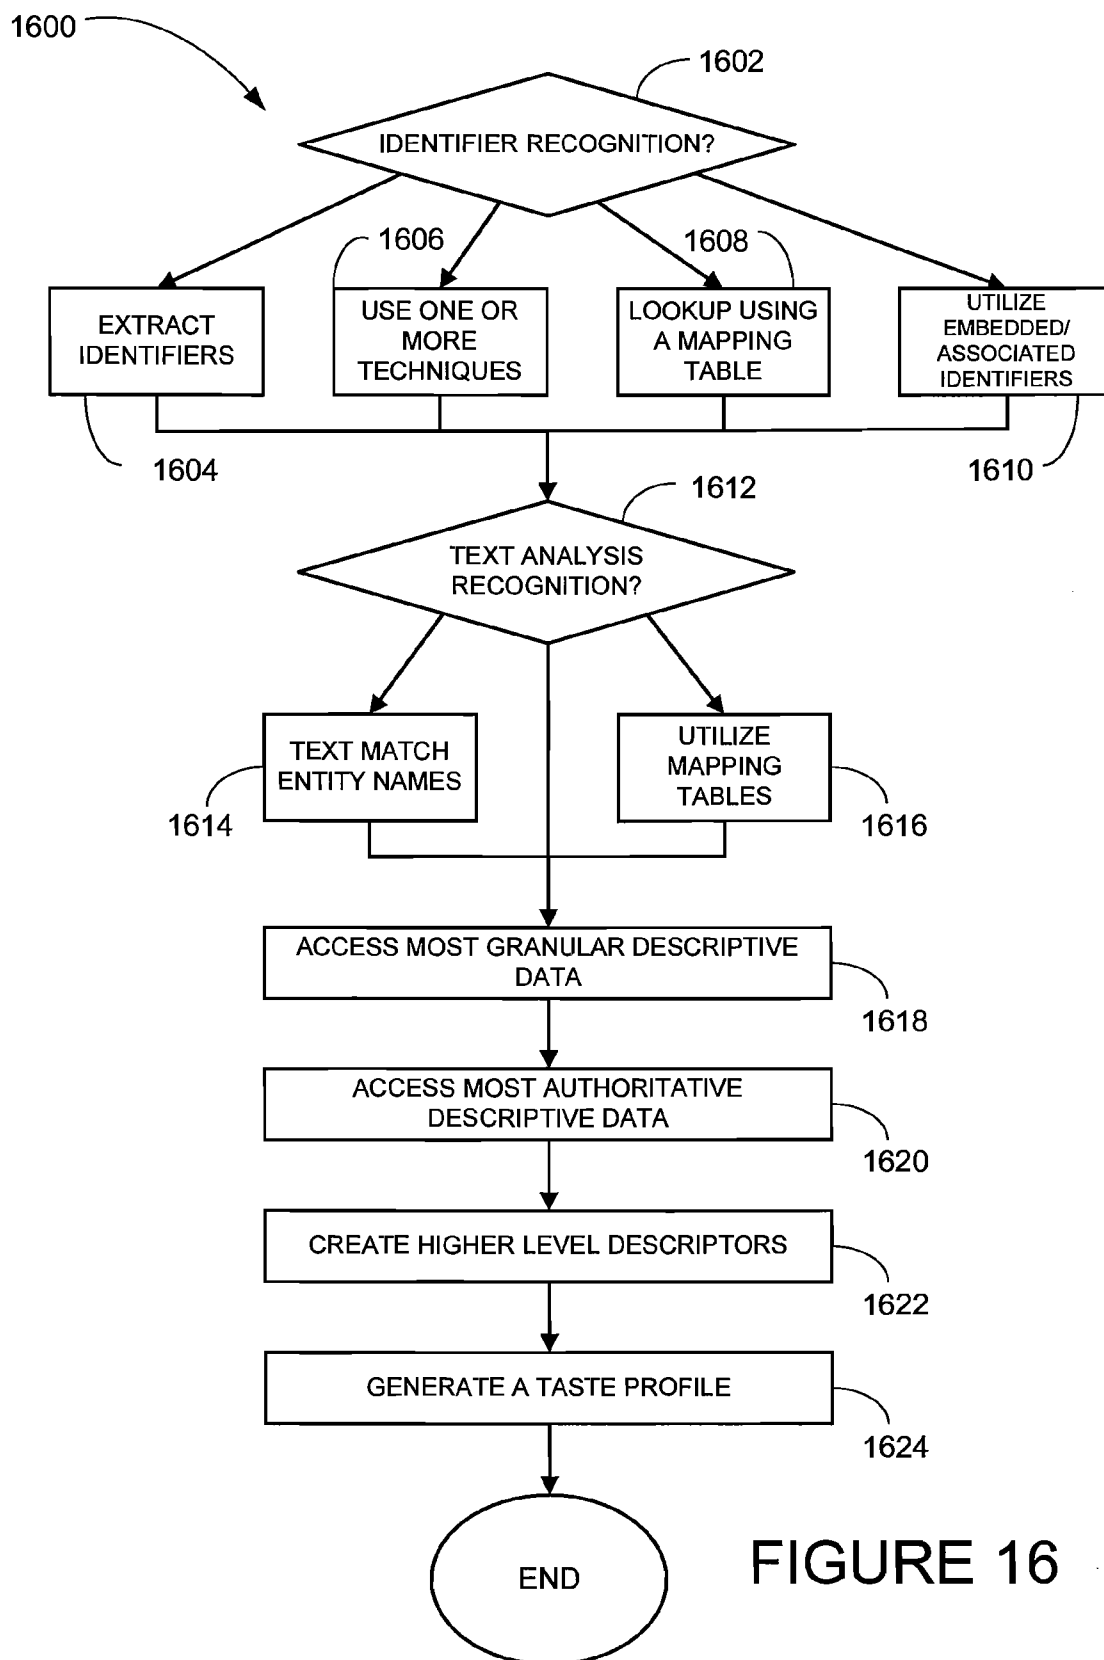 1600
1602
IDENTIFIER RECOGNITION?
1606
1608
EXTRACT
IDENTIFIERS
USE ONE OR
MORE
TECHNIQUES
LOOKUP USING
A MAPPING
TABLE
UTILIZE
EMBEDDED/
ASSOCIATED
IDENTIFIERS
1604
1610
1612
TEXT ANALYSIS
RECOGNITION?
TEXT MATCH
ENTITY NAMES
UTILIZE
MAPPING
TABLES
1614
1616
ACCESS MOST GRANULAR DESCRIPTIVE
DATA
1618
ACCESS MOST AUTHORITATIVE
DESCRIPTIVE DATA
1620
CREATE HIGHER LEVEL DESCRIPTORS
1622
GENERATE A TASTE PROFILE
1624
END
FIGURE 16